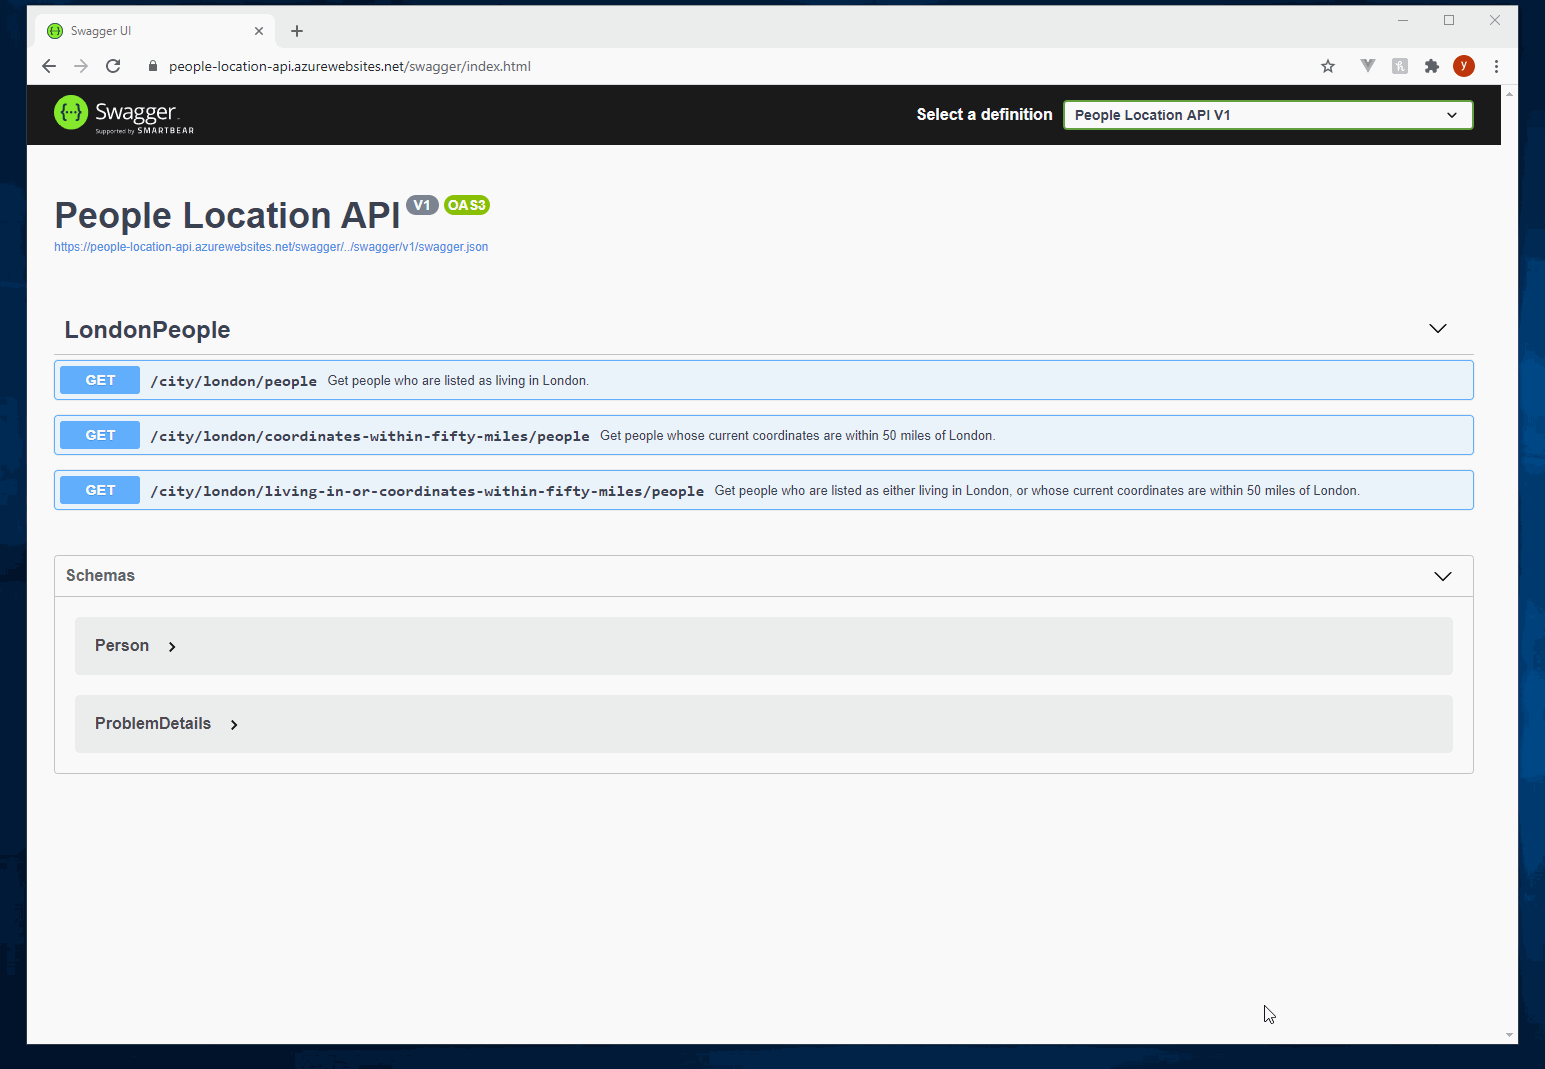 Swagger UI
people-location-api.azurewebsites.net/swagger/index.html
y
Swagger.
Supported by SMARTBEAR
Select a definition
People Location API V1
People Location API V1 OAS3
https://people-location-api.azurewebsites.net/swagger/../swagger/v1/swagger.json
LondonPeople
GET /city/london/people Get people who are listed as living in London.
GET /city/london/coordinates-within-fifty-miles/people Get people whose current coordinates are within 50 miles of London.
GET /city/london/living-in-or-coordinates-within-fifty-miles/people Get people who are listed as either living in London, or whose current coordinates are within 50 miles of London.
Schemas
Person
ProblemDetails